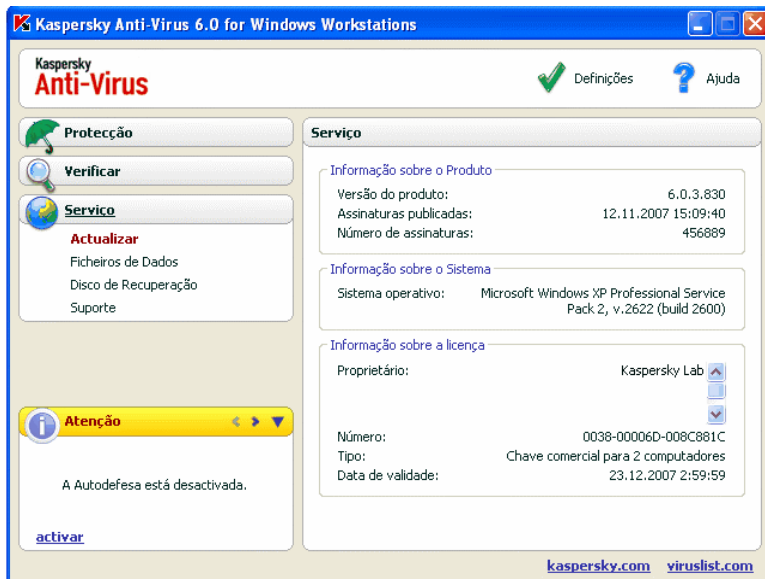 Kaspersky Anti-Virus 6.0 for Windows Workstations
Kaspersky
Anti-Virus
Definições
Ajuda
Protecção
Verificar
Serviço
Actualizar
Ficheiros de Dados
Disco de Recuperação
Suporte
Atenção
A Autodefesa está desactivada.
activar
Serviço
Informação sobre o Produto
Versão do produto: 6.0.3.830
Assinaturas publicadas: 12.11.2007 15:09:40
Número de assinaturas: 456889
Informação sobre o Sistema
Sistema operativo: Microsoft Windows XP Professional Service
Pack 2, v.2622 (build 2600)
Informação sobre a licença
Proprietário: Kaspersky Lab
Número: 0038-00006D-008C881C
Tipo: Chave comercial para 2 computadores
Data de validade: 23.12.2007 2:59:59
kaspersky.com viruslist.com